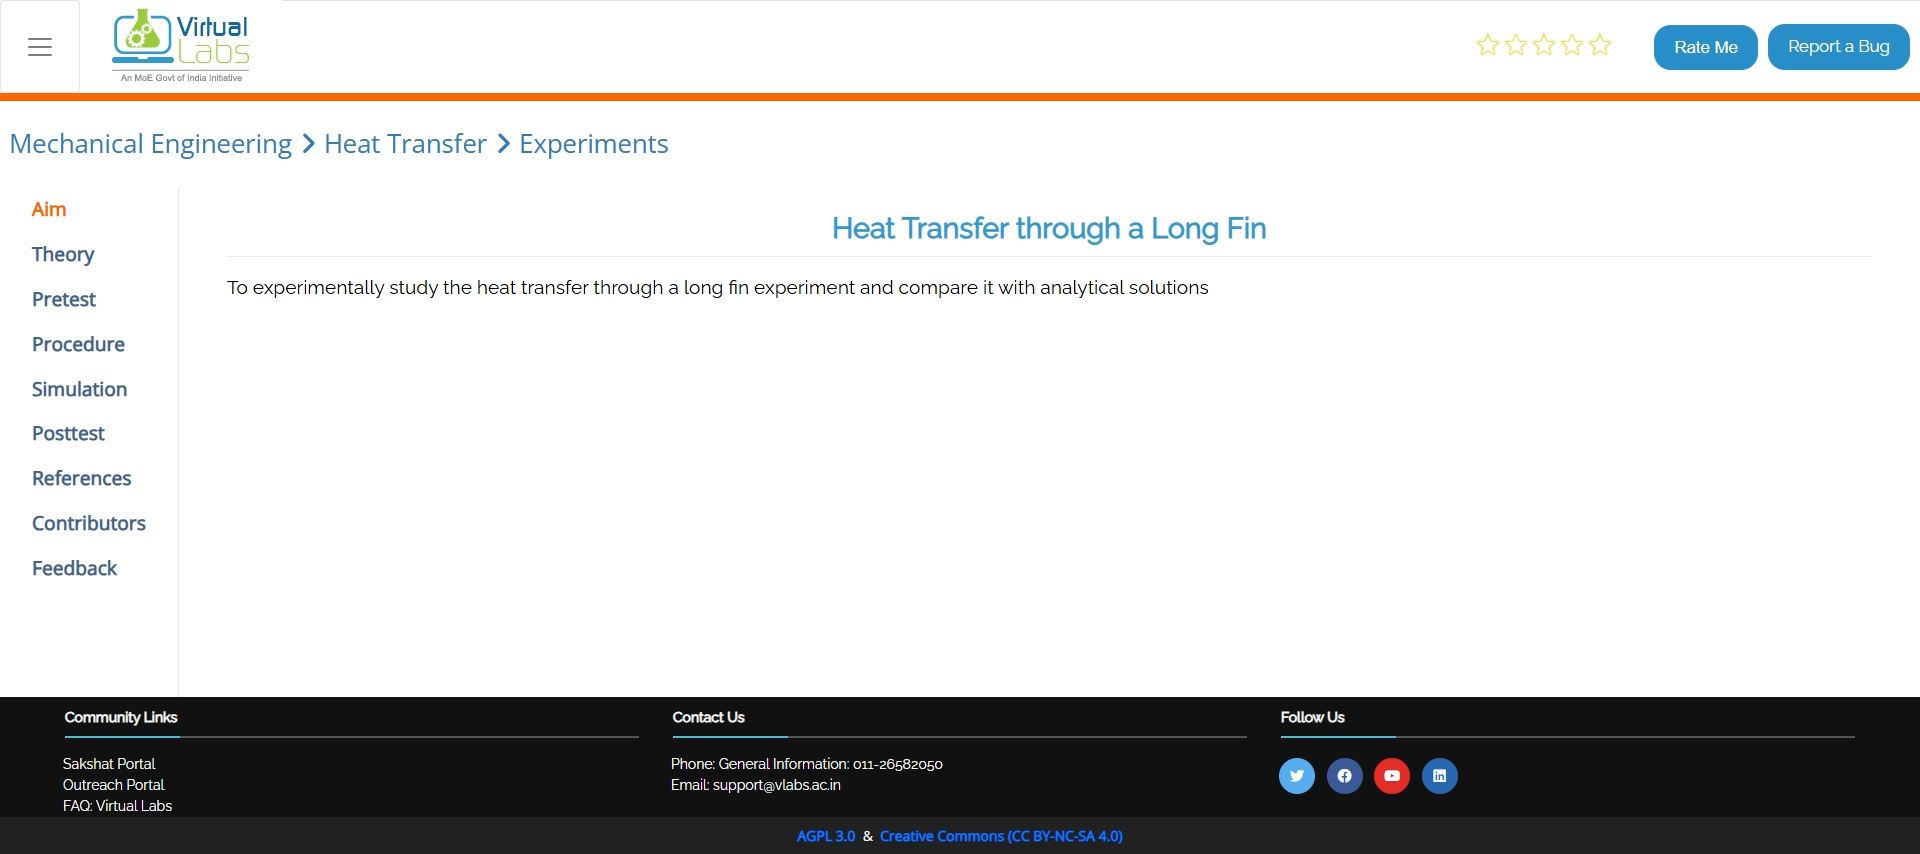 Virtual
Labs
An MoE Govt of India Initiative
Rate Me
Report a Bug
Mechanical Engineering
Heat Transfer
Experiments
Aim
Theory
Pretest
Procedure
Simulation
Posttest
References
Contributors
Feedback
Heat Transfer through a Long Fin
To experimentally study the heat transfer through a long fin experiment and compare it with analytical solutions
Community Links
Sakshat Portal
Outreach Portal
FAQ: Virtual Labs
Contact Us
Phone: General Information: 011-26582050
Email: support@vlabs.ac.in
Follow Us
AGPL 3.0 & Creative Commons (CC BY-NC-SA 4.0)